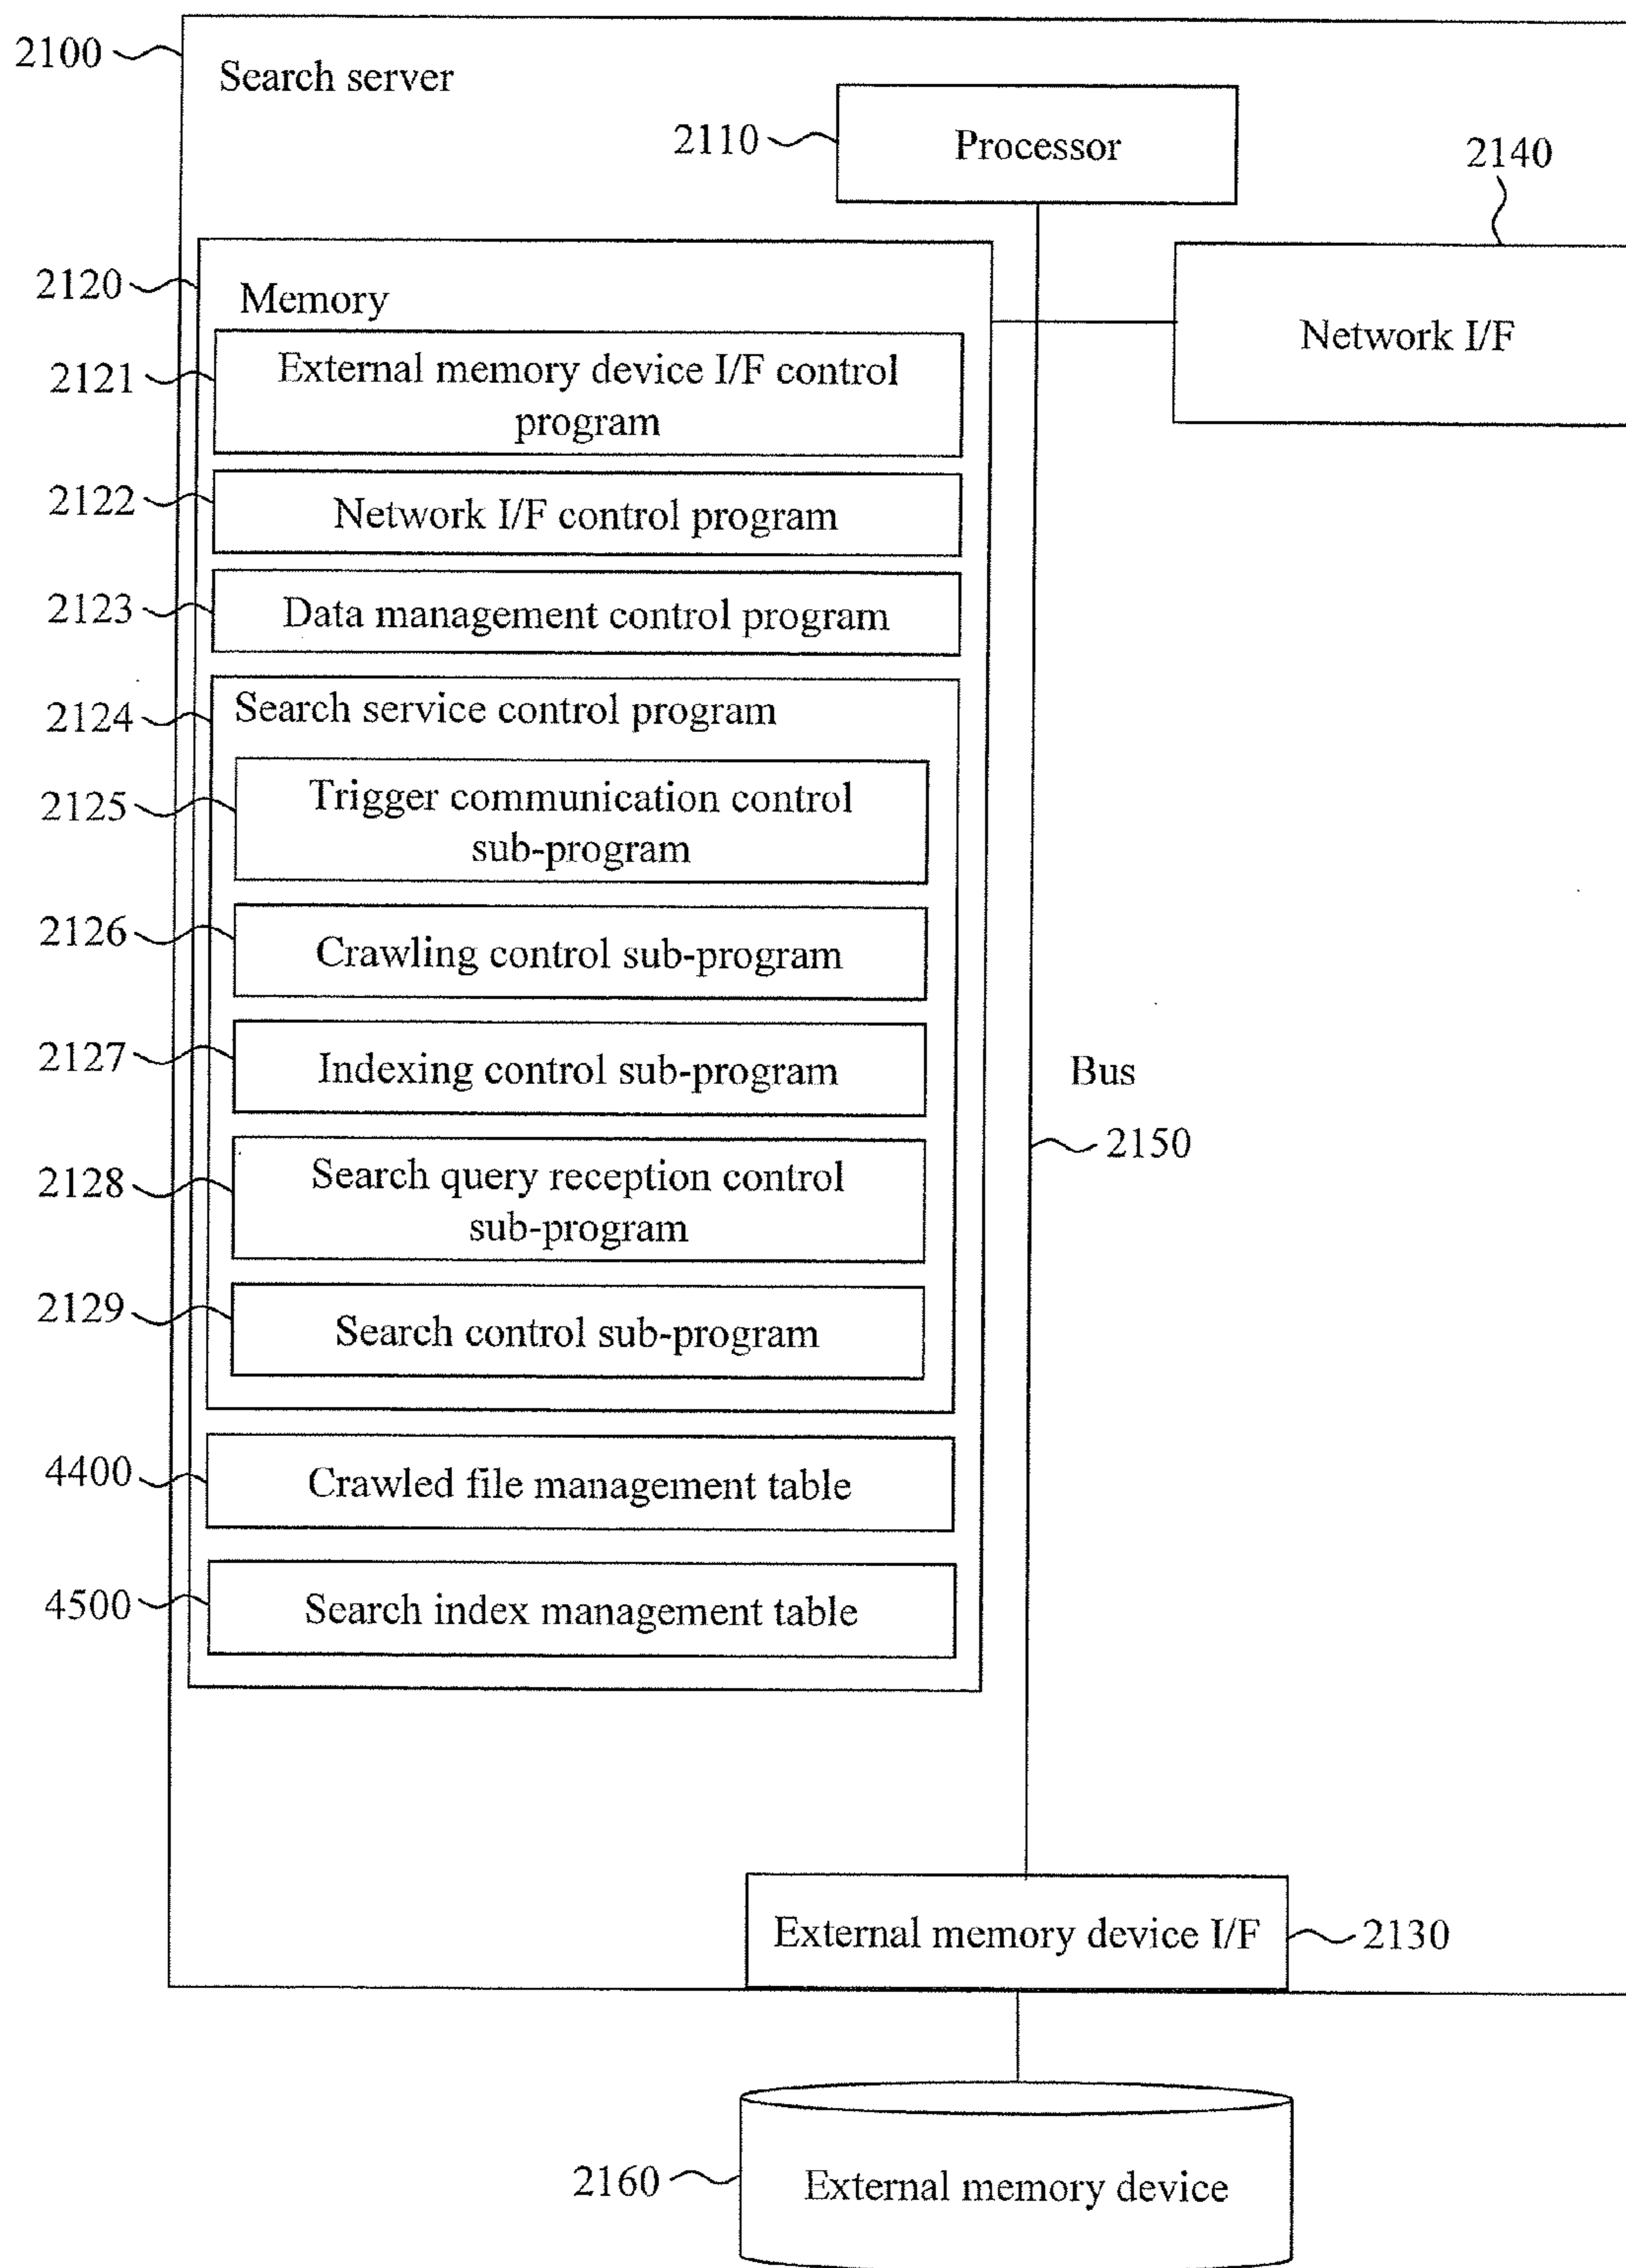 2100
Search server
2110
Processor
2140
Network I/F
2120
Memory
2121
External memory device I/F control
program
2122
Network I/F control program
2123
Data management control program
2124
Search service control program
2125
Trigger communication control
sub-program
2126
Crawling control sub-program
2127
Indexing control sub-program
Bus
2150
2128
Search query reception control
sub-program
2129
Search control sub-program
4400
Crawled file management table
4500
Search index management table
External memory device I/F
2130
2160
External memory device